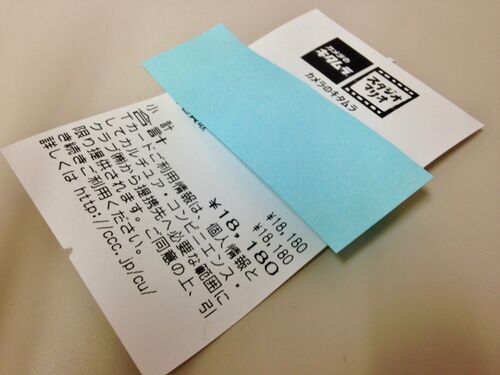 カメラの
キタムラ
スタジオ
マリオ
カメラのキタムラ
小計 ¥18,180
¥18,180
合計 ¥18,180
Tカードご利用情報は、個人情報と
してカルチュア・コンビニエンス・
クラブ㈱から提携先へ必要な範囲に
限り提供されます。ご同意の上、引
き続きご利用ください。
詳しくは http://ccc.jp/cu/